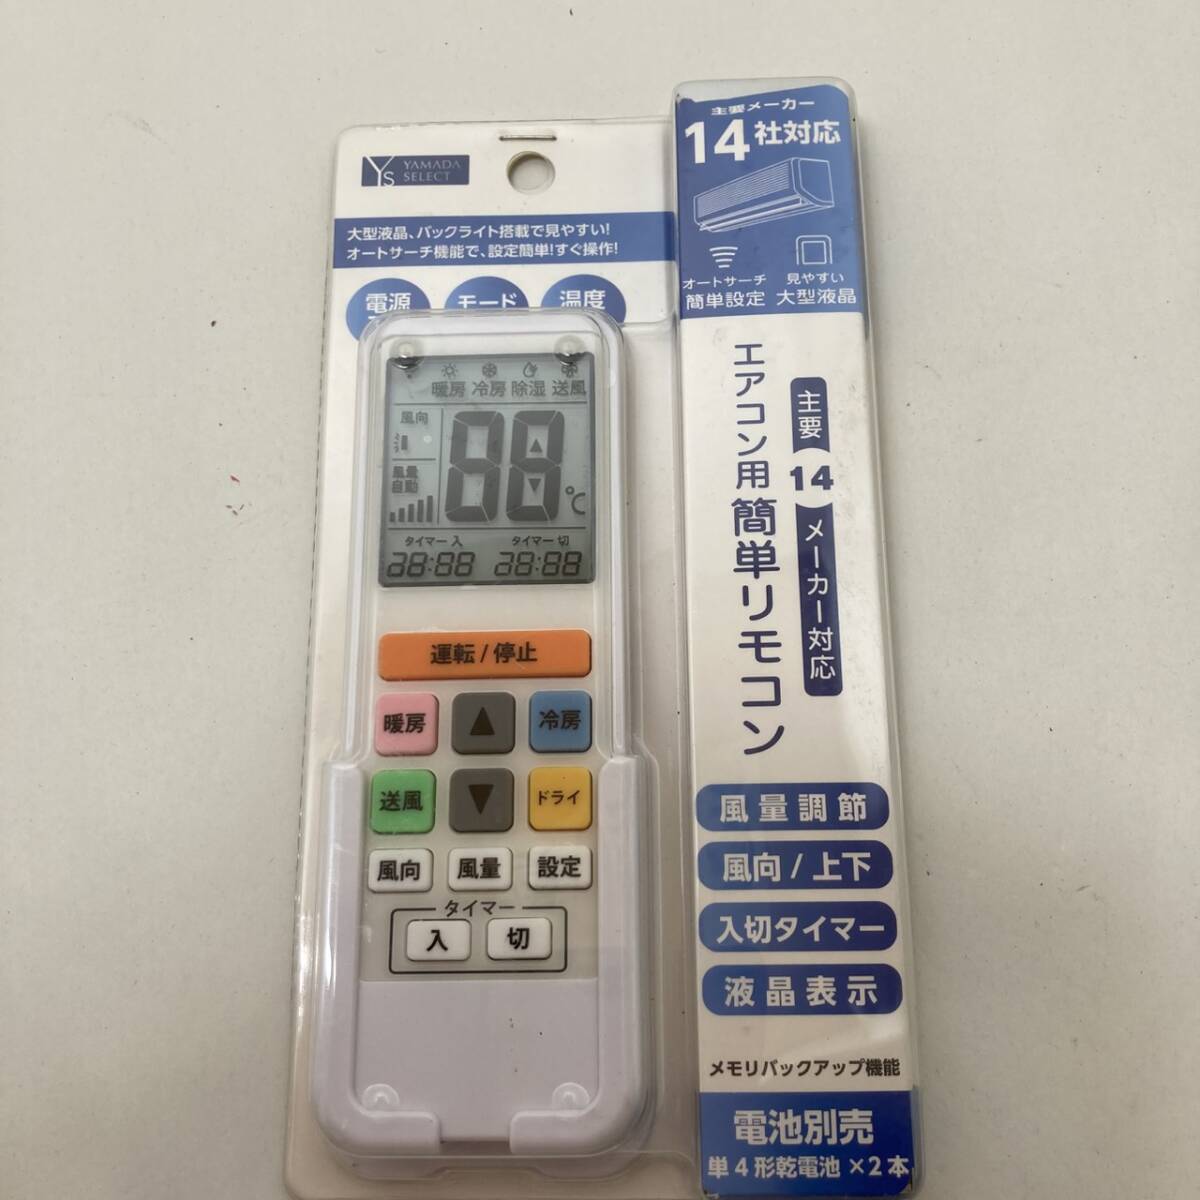 YS YAMADA
SELECT
大型液晶、バックライト搭載で見やすい!
オートサーチ機能で、設定簡単!すぐ操作!
電源 モード 温度
暖房 冷房 除湿 送風
風向
風量
自動
88
℃
タイマー 入 タイマー 切
28:88 28:88
運転/停止
暖房 ▲ 冷房
送風 ▼ ドライ
風向 風量 設定
タイマー
入 切
主要メーカー
14社対応
オートサーチ 見やすい
簡単設定 大型液晶
主要14メーカー対応
エアコン用簡単リモコン
風量調節
風向/上下
入切タイマー
液晶表示
メモリバックアップ機能
電池別売
単4形乾電池×2本